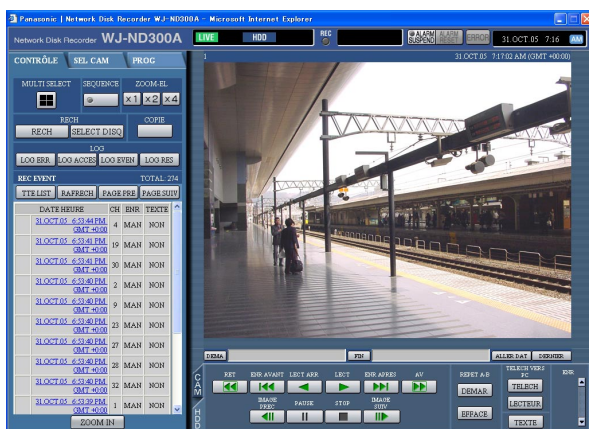 Panasonic | Network Disk Recorder WJ-ND300A - Microsoft Internet Explorer
Network Disk Recorder WJ-ND300A
LIVE HDD REC ALARM SUSPEND ALARM RESET ERROR 31.OCT.05 7:16 AM
CONTRÔLE SEL CAM PROG
1 31.OCT.05 7:17:02 AM (GMT +00:00)
MULTI SELECT SEQUENCE ZOOM-EL
x1 x2 x4
RECH COPIE
RECH SELECT DISQ
LOG
LOG ERR. LOG ACCES LOG EVEN LOG RES
REC EVENT TOTAL: 274
TTE LIST RAFRECH PAGE PRE PAGE SUIV
DATE HEURE CH ENR TEXTE
31.OCT.05 6:53:44 PM GMT +0:00 4 MAN NON
31.OCT.05 6:53:41 PM GMT +0:00 19 MAN NON
31.OCT.05 6:53:41 PM GMT +0:00 30 MAN NON
31.OCT.05 6:53:40 PM GMT +0:00 2 MAN NON
31.OCT.05 6:53:40 PM GMT +0:00 9 MAN NON
31.OCT.05 6:53:40 PM GMT +0:00 23 MAN NON
31.OCT.05 6:53:40 PM GMT +0:00 27 MAN NON
31.OCT.05 6:53:40 PM GMT +0:00 28 MAN NON
31.OCT.05 6:53:40 PM GMT +0:00 32 MAN NON
31.OCT.05 6:53:39 PM GMT +0:00 1 MAN NON
ZOOM IN
DEMA FIN ALLER DAT DERNIER
CAM
HDD
RET ENR AVANT LECT ARR LECT ENR APRES AV
IMAGE PREC PAUSE STOP IMAGE SUIV
REPET A-B
DEMAR
EFFACE
TELECH VERS PC
TELECH
LECTEUR
TEXTE
ENR